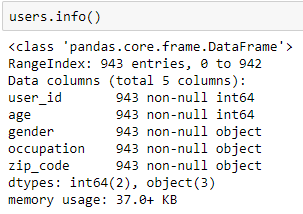 users.info()
<class 'pandas.core.frame.DataFrame'>
RangeIndex: 943 entries, 0 to 942
Data columns (total 5 columns):
user_id       943 non-null int64
age           943 non-null int64
gender        943 non-null object
occupation    943 non-null object
zip_code      943 non-null object
dtypes: int64(2), object(3)
memory usage: 37.0+ KB